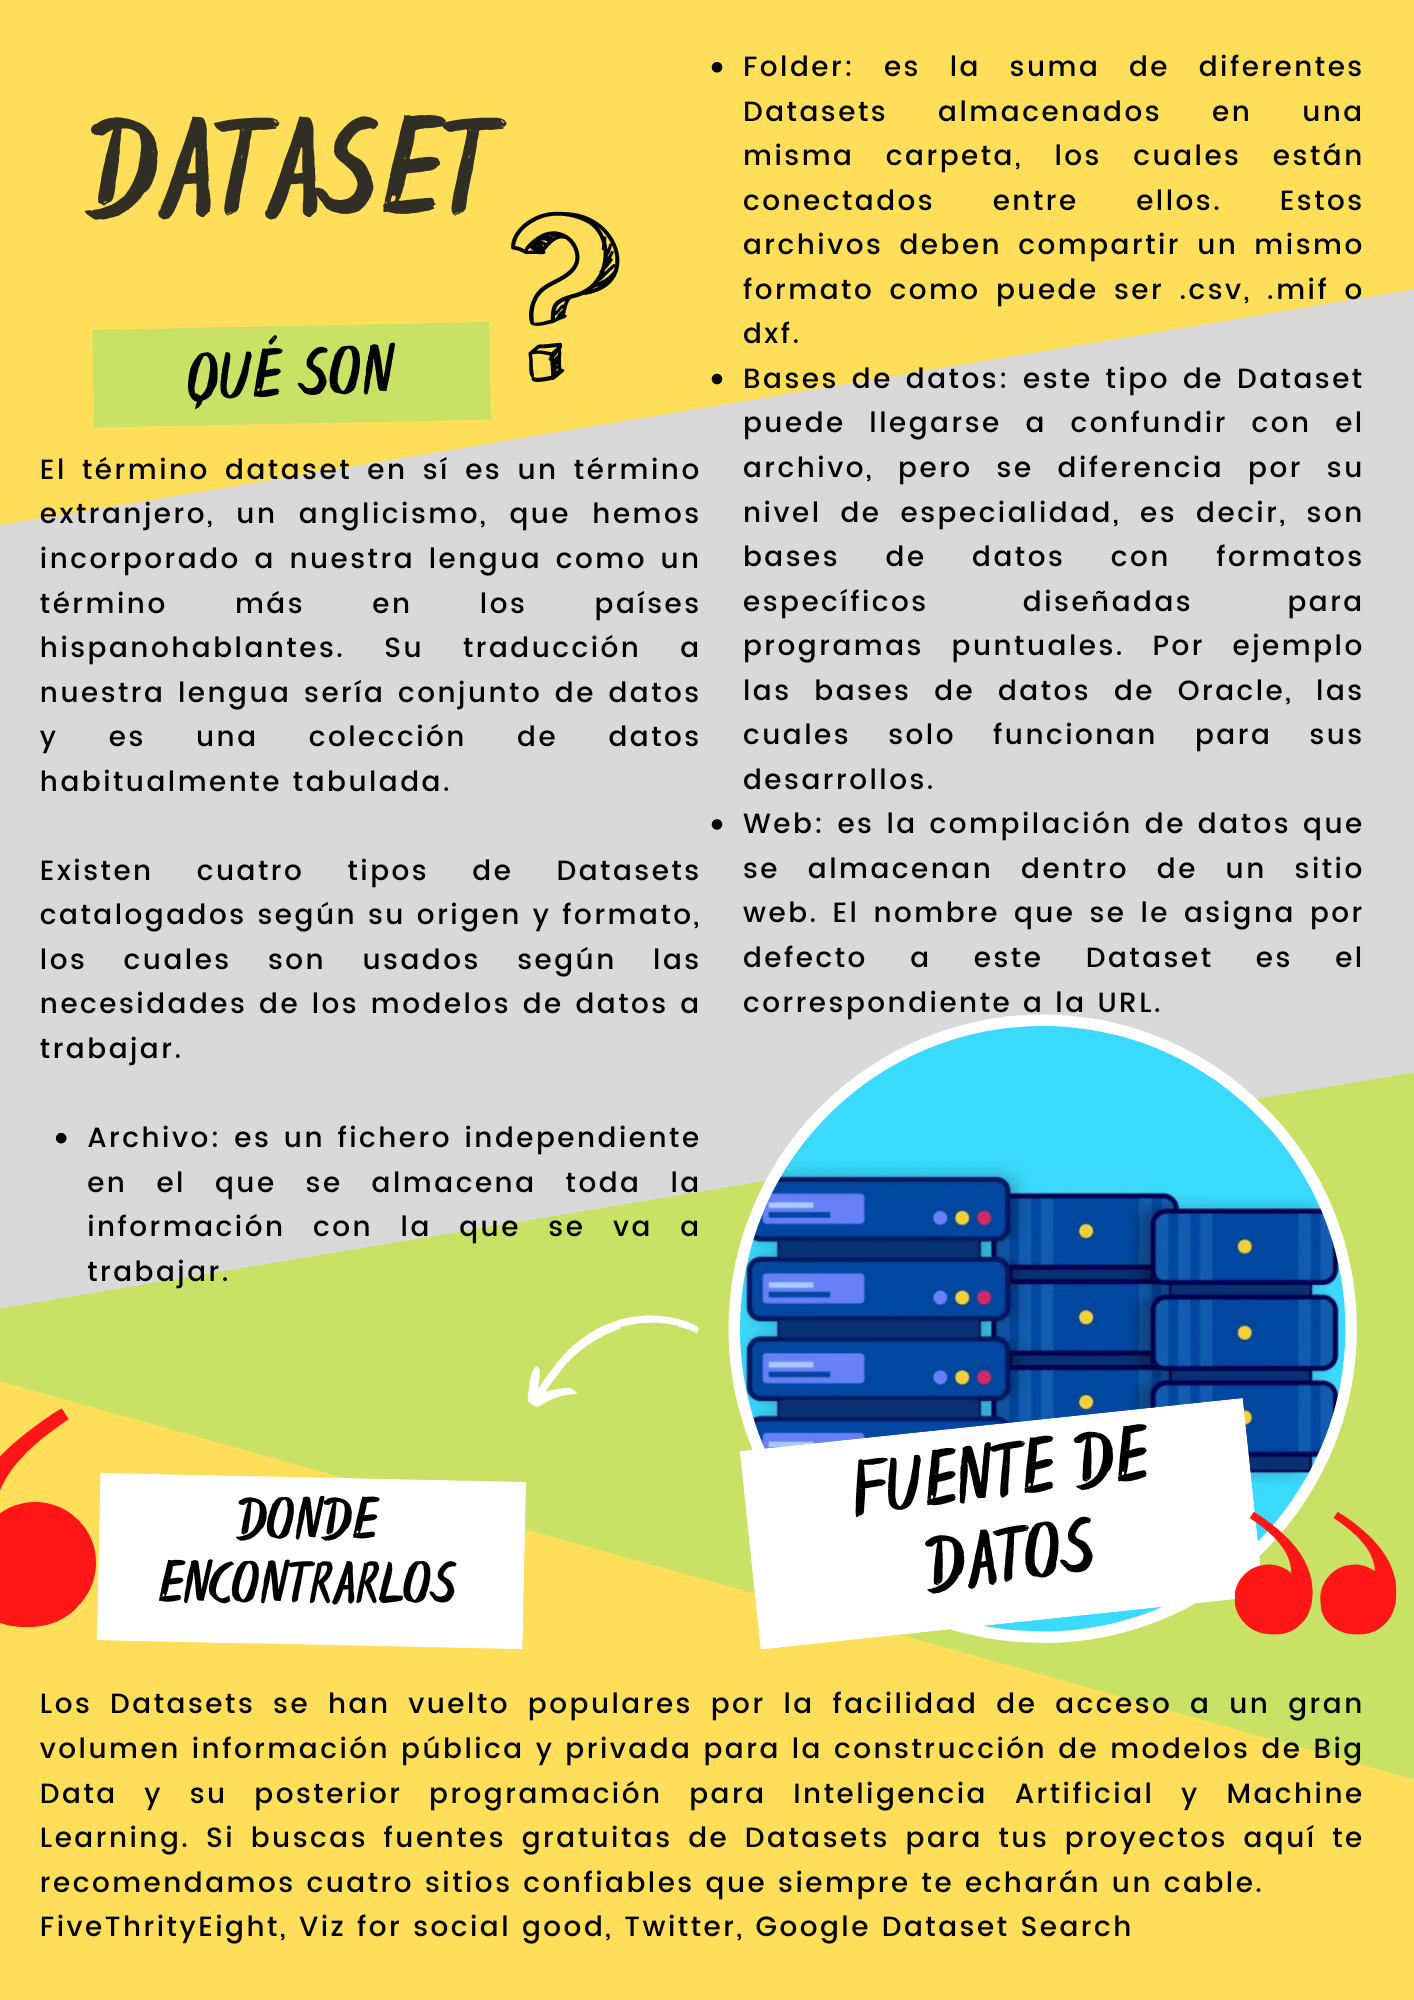 DATASET
?
QUÉ SON
El término dataset en sí es un término
extranjero, un anglicismo, que hemos
incorporado a nuestra lengua como un
término más en los países
hispanohablantes. Su traducción a
nuestra lengua sería conjunto de datos
y es una colección de datos
habitualmente tabulada.
Existen cuatro tipos de Datasets
catalogados según su origen y formato,
los cuales son usados según las
necesidades de los modelos de datos a
trabajar.
• Archivo: es un fichero independiente
en el que se almacena toda la
información con la que se va a
trabajar.
• Folder: es la suma de diferentes
Datasets almacenados en una
misma carpeta, los cuales están
conectados entre ellos. Estos
archivos deben compartir un mismo
formato como puede ser .csv, .mif o
dxf.
• Bases de datos: este tipo de Dataset
puede llegarse a confundir con el
archivo, pero se diferencia por su
nivel de especialidad, es decir, son
bases de datos con formatos
específicos diseñadas para
programas puntuales. Por ejemplo
las bases de datos de Oracle, las
cuales solo funcionan para sus
desarrollos.
• Web: es la compilación de datos que
se almacenan dentro de un sitio
web. El nombre que se le asigna por
defecto a este Dataset es el
correspondiente a la URL.
FUENTE DE
DATOS
DONDE
ENCONTRARLOS
Los Datasets se han vuelto populares por la facilidad de acceso a un gran
volumen información pública y privada para la construcción de modelos de Big
Data y su posterior programación para Inteligencia Artificial y Machine
Learning. Si buscas fuentes gratuitas de Datasets para tus proyectos aquí te
recomendamos cuatro sitios confiables que siempre te echarán un cable.
FiveThrityEight, Viz for social good, Twitter, Google Dataset Search